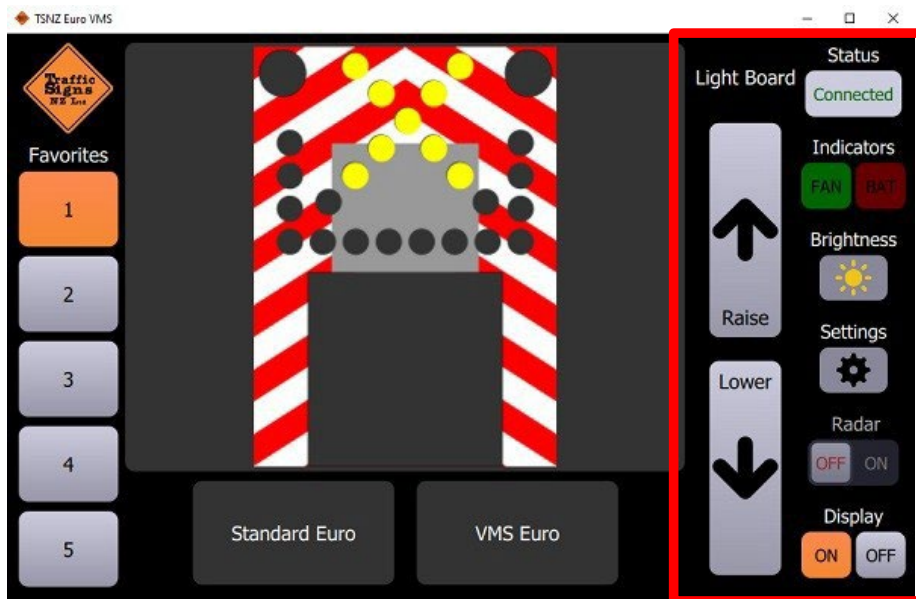 TSNZ Euro VMS
Traffic
Signs
NZ Ltd
Favorites
1
2
3
4
5
Standard Euro
VMS Euro
Light Board
Raise
Lower
Status
Connected
Indicators
FAN BAT
Brightness
Settings
Radar
OFF ON
Display
ON OFF